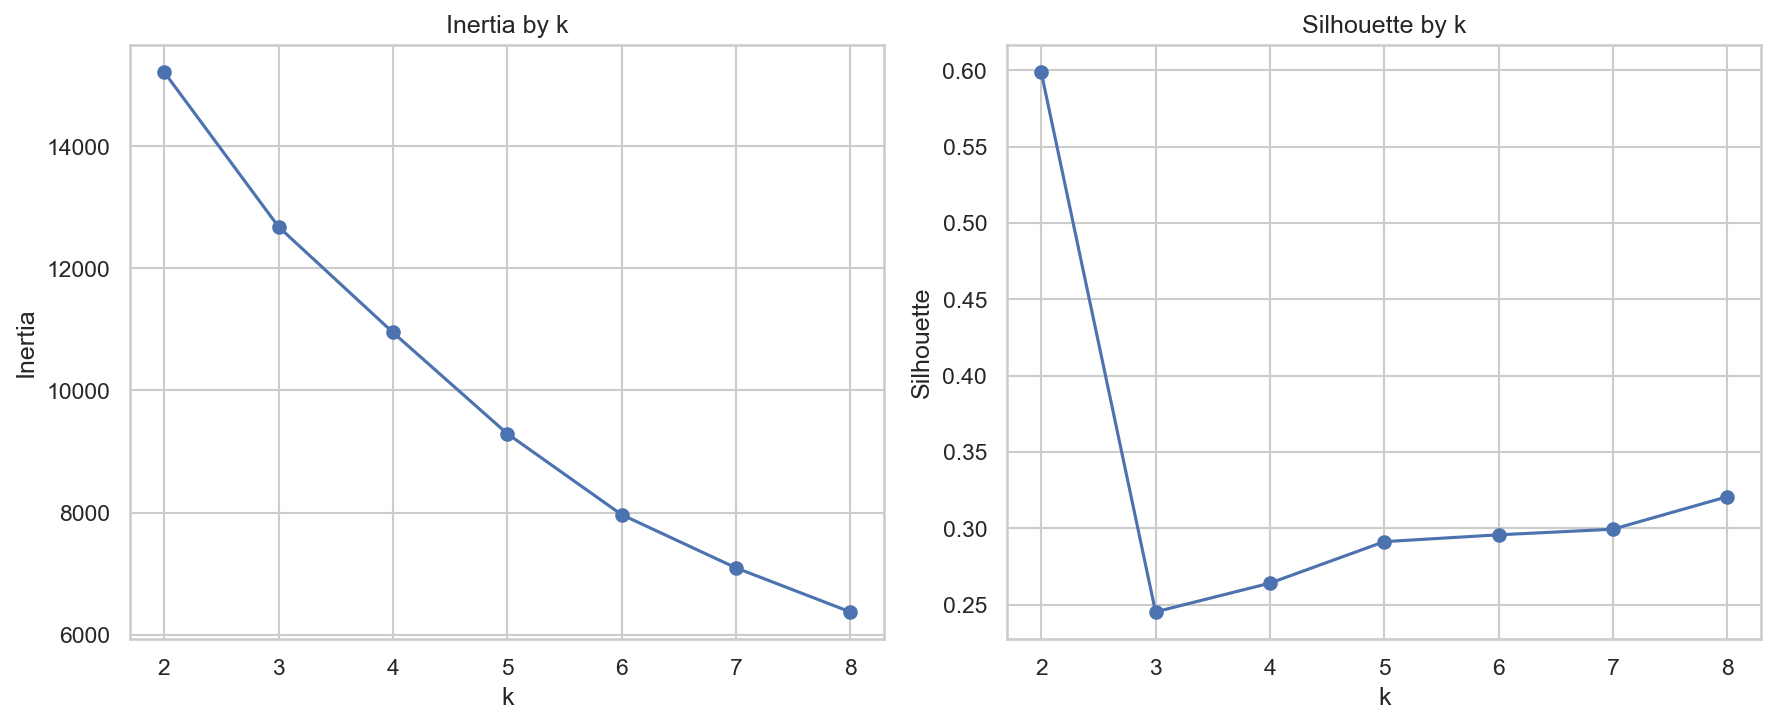 Inertia by k
Inertia
14000
12000
10000
8000
6000
2 3 4 5 6 7 8
k
Silhouette by k
Silhouette
0.60
0.55
0.50
0.45
0.40
0.35
0.30
0.25
2 3 4 5 6 7 8
k